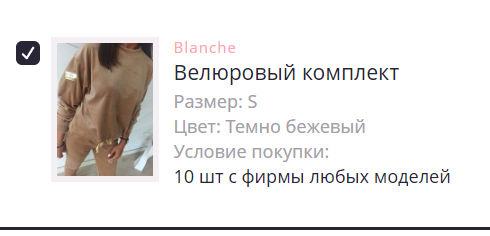 Blanche
Велюровый комплект
Размер: S
Цвет: Темно бежевый
Условие покупки:
10 шт с фирмы любых моделей